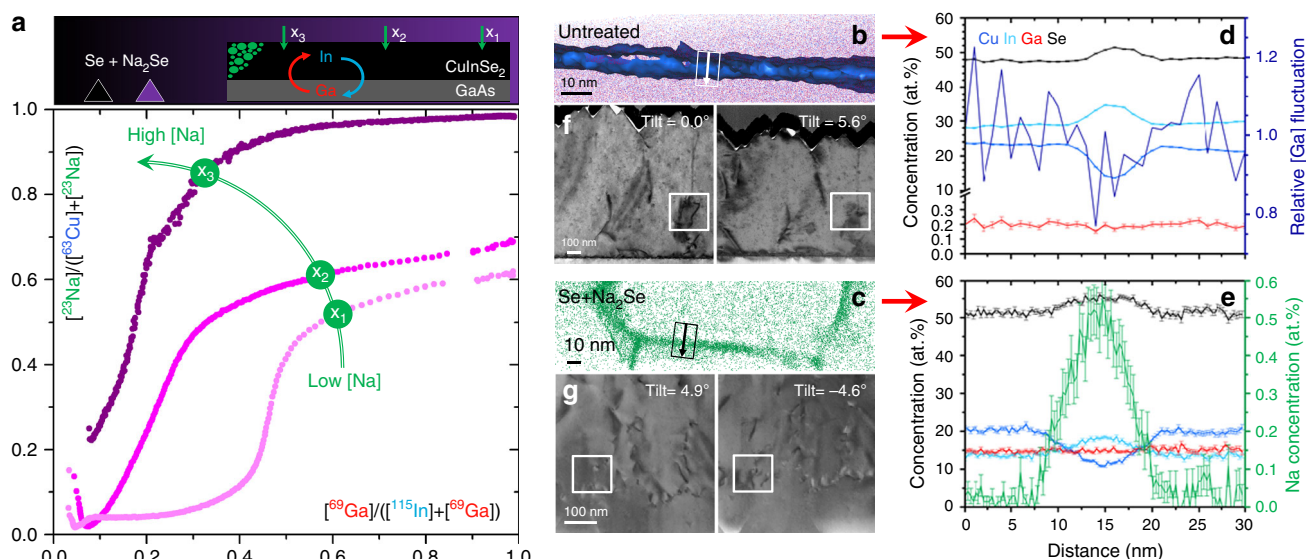 a
x₃
x₂
x₁
Se + Na₂Se
In
CuInSe₂
Ga
GaAs
1.0
0.8
0.6
0.4
0.2
0.0
[²³Na]/([⁶³Cu]+[²³Na])
High [Na]
x₃
x₂
x₁
Low [Na]
[⁶⁹Ga]/([¹¹⁵In]+[⁶⁹Ga])
0.0
0.2
0.4
0.6
0.8
1.0
Untreated
b
10 nm
f
Tilt = 0.0°
Tilt = 5.6°
100 nm
Se+Na₂Se
c
10 nm
g
Tilt= 4.9°
Tilt= –4.6°
100 nm
d
Cu In Ga Se
Concentration (at.%)
60
50
40
30
20
10
0.3
0.2
0.1
0.0
1.2
1.1
1.0
0.9
0.8
Relative [Ga] fluctuation
e
Concentration (at.%)
60
50
40
30
20
10
0
0.6
0.5
0.4
0.3
0.2
0.1
0.0
Na concentration (at.%)
0
5
10
15
20
25
30
Distance (nm)